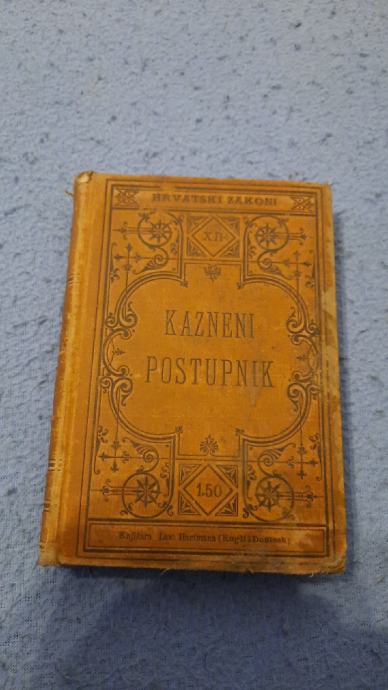 HRVATSKI ZAKONI
XII.
KAZNENI
POSTUPNIK
1.50
Knjižara Lav. Hartmana (Kugli i Deutsch)